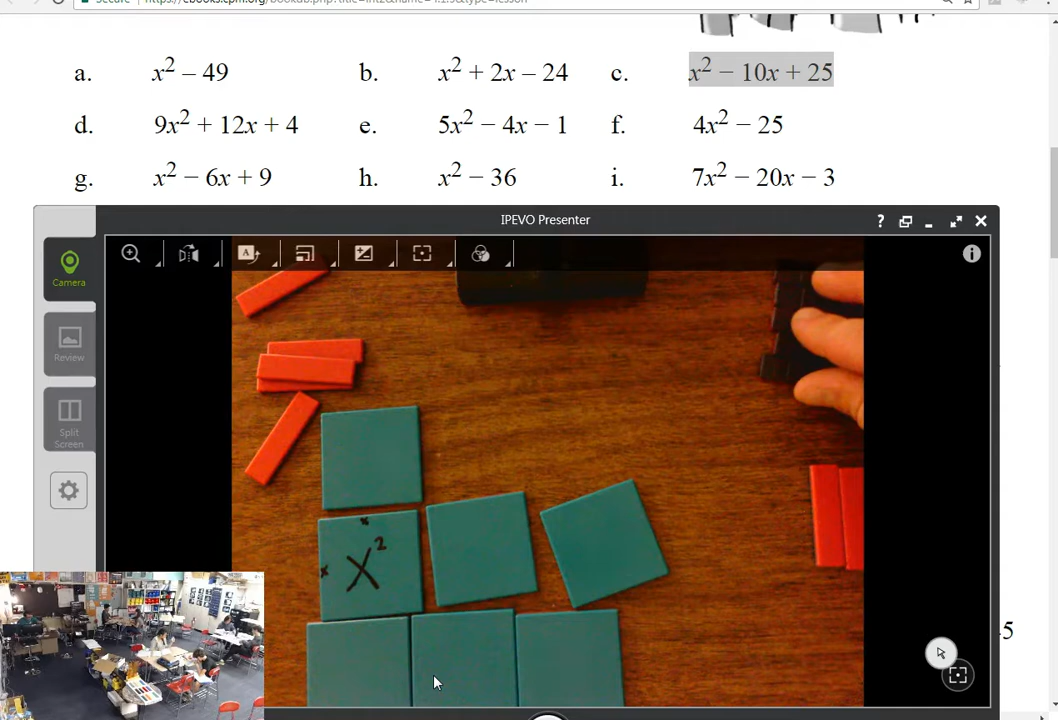 a. x² – 49 b. x² + 2x – 24 c. x² – 10x + 25
d. 9x² + 12x + 4 e. 5x² – 4x – 1 f. 4x² – 25
g. x² – 6x + 9 h. x² – 36 i. 7x² – 20x – 3
IPEVO Presenter
?
Camera
A
i
Review
Split
Screen
x
x
X²
5